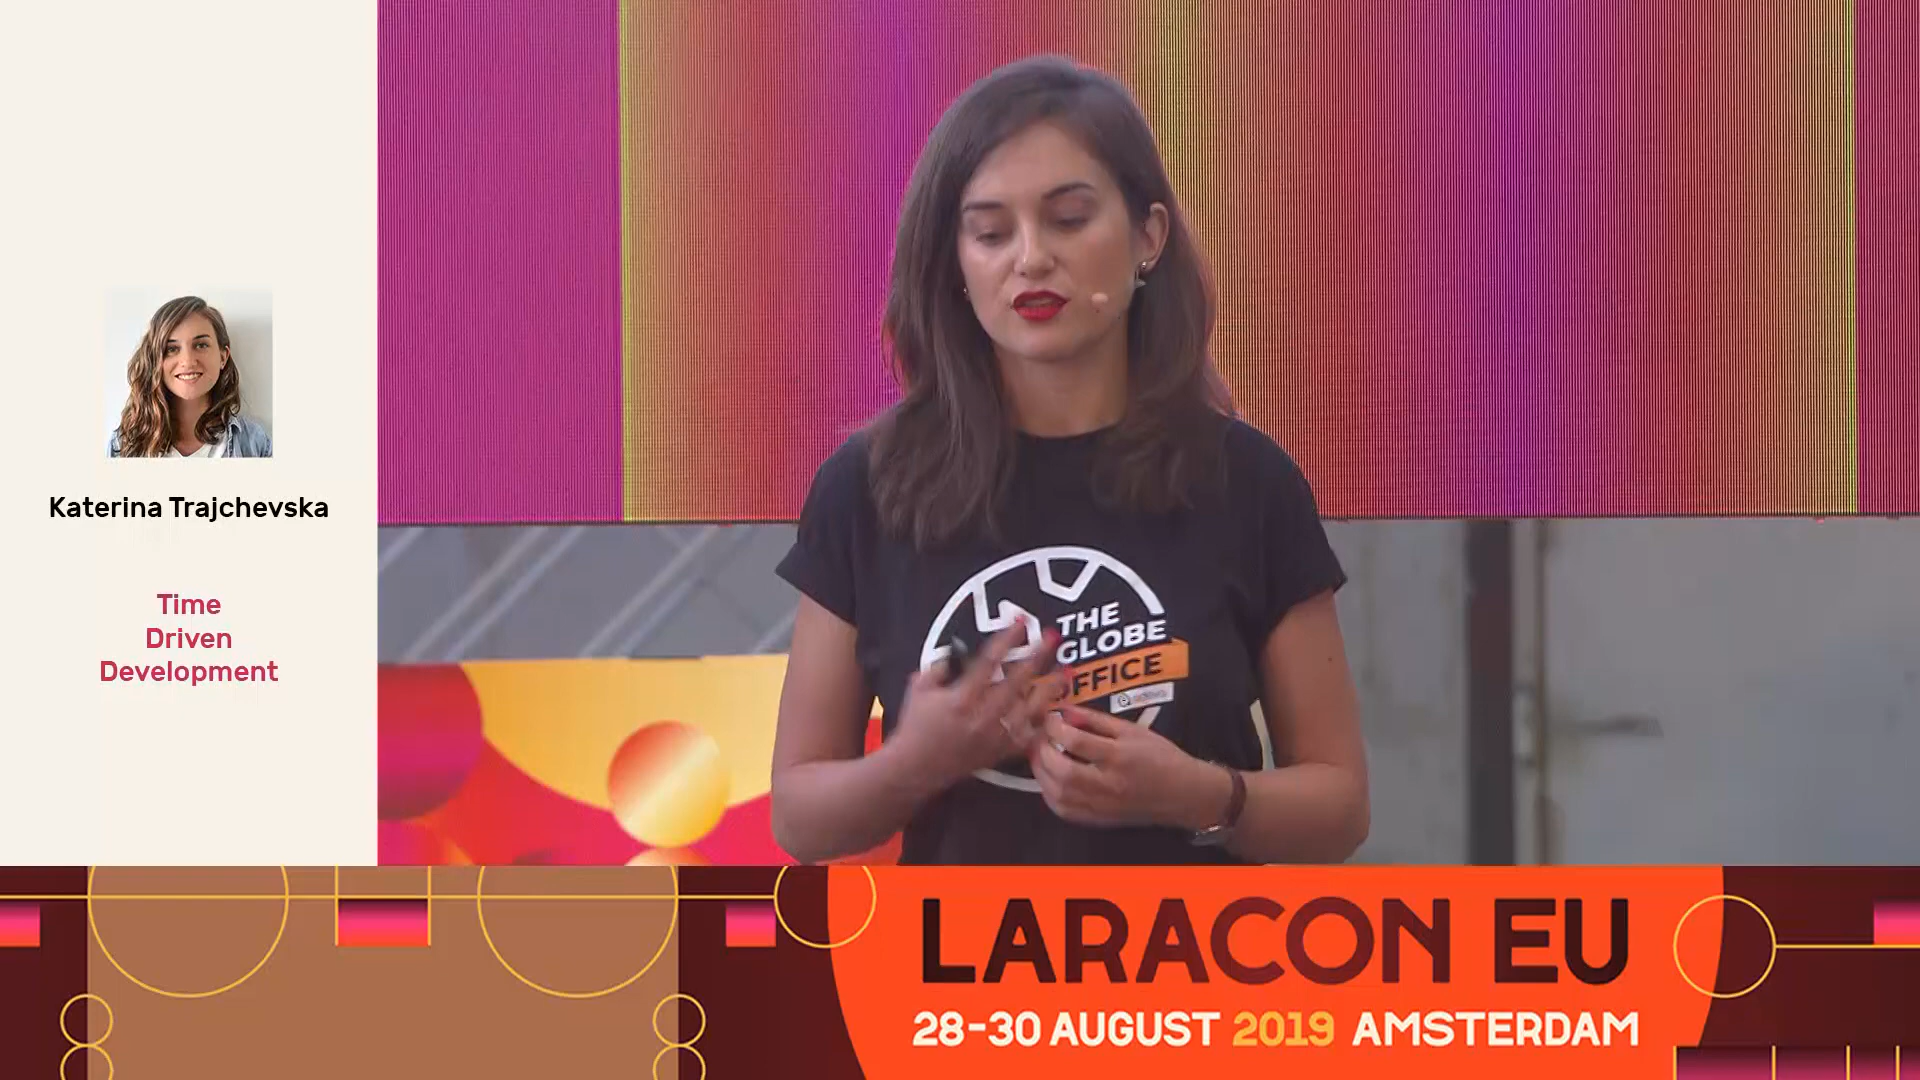 Katerina Trajchevska
Time
Driven
Development
THE
GLOBE
OFFICE
LARACON EU
28-30 AUGUST 2019 AMSTERDAM